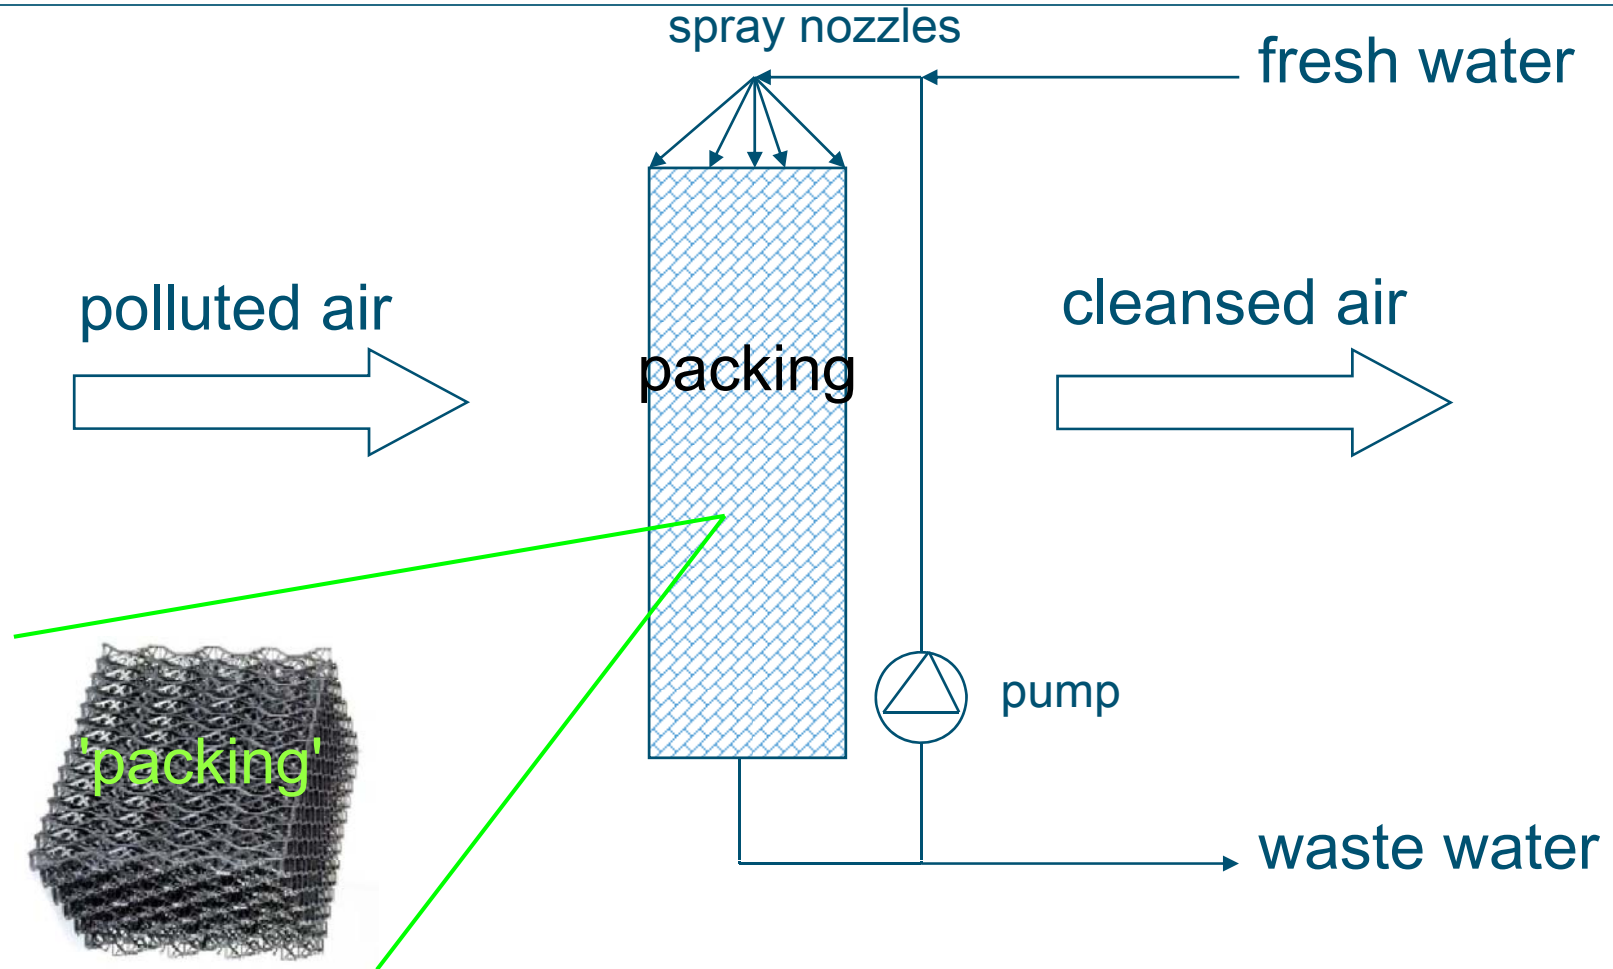 spray nozzles
fresh water
polluted air
cleansed air
packing
pump
'packing'
waste water